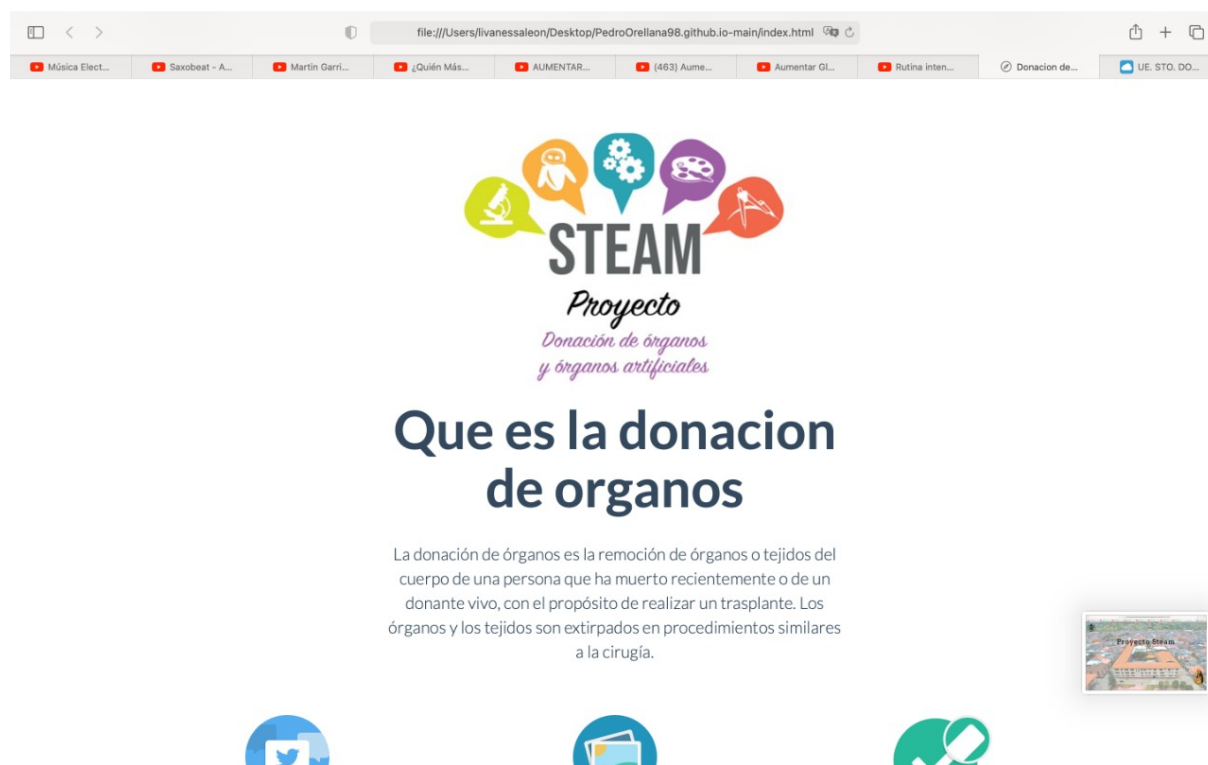 file:///Users/livanessaleon/Desktop/PedroOrellana98.github.io-main/index.html
Música Elect... Saxobeat - A... Martin Garri... ¿Quién Más... AUMENTAR... (463) Aume... Aumentar Gl... Rutina inten... Donacion de... UE. STO. DO...
STEAM
Proyecto
Donación de órganos
y órganos artificiales
Que es la donacion
de organos
La donación de órganos es la remoción de órganos o tejidos del
cuerpo de una persona que ha muerto recientemente o de un
donante vivo, con el propósito de realizar un trasplante. Los
órganos y los tejidos son extirpados en procedimientos similares
a la cirugía.
Proyecto Steam